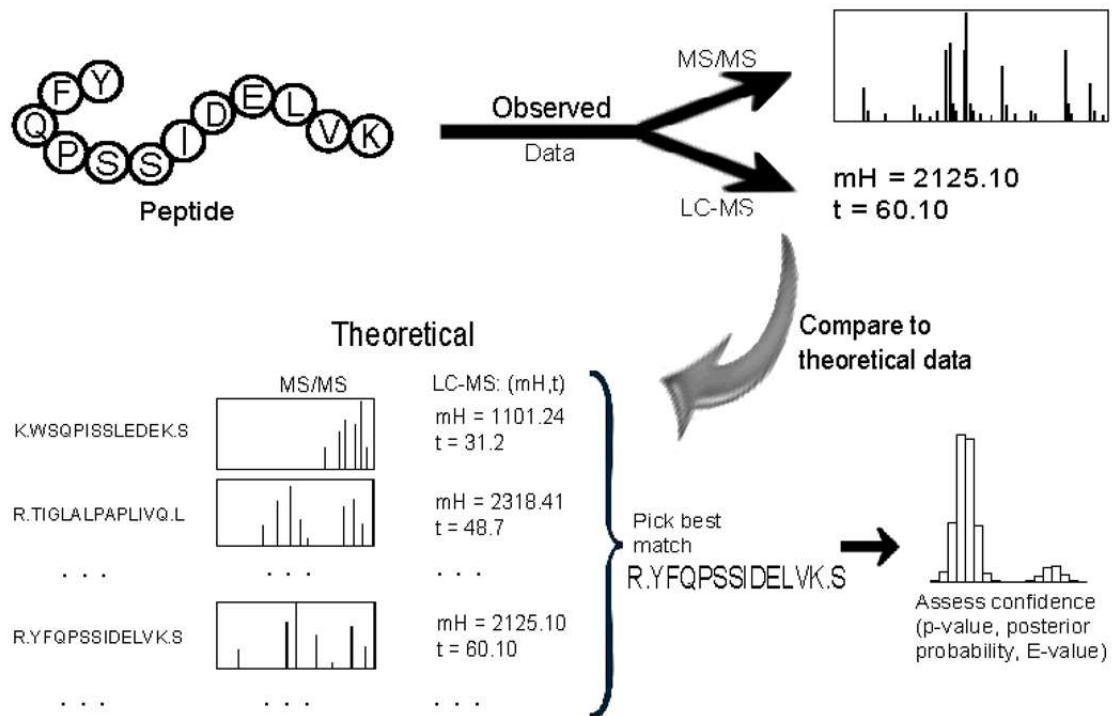 Y
F
Q
P
S
S
I
D
E
L
V
K
Peptide
Observed
Data
MS/MS
LC-MS
mH = 2125.10
t = 60.10
Compare to
theoretical data
Theoretical
MS/MS
LC-MS: (mH,t)
K.WSQPISSLEDEK.S
mH = 1101.24
t = 31.2
R.TIGLALPAPLIVQ.L
mH = 2318.41
t = 48.7
. . . . . . . . .
R.YFQPSSIDELVK.S
mH = 2125.10
t = 60.10
. . . . . . . . .
Pick best
match
R.YFQPSSIDELVK.S
Assess confidence
(p-value, posterior
probability, E-value)